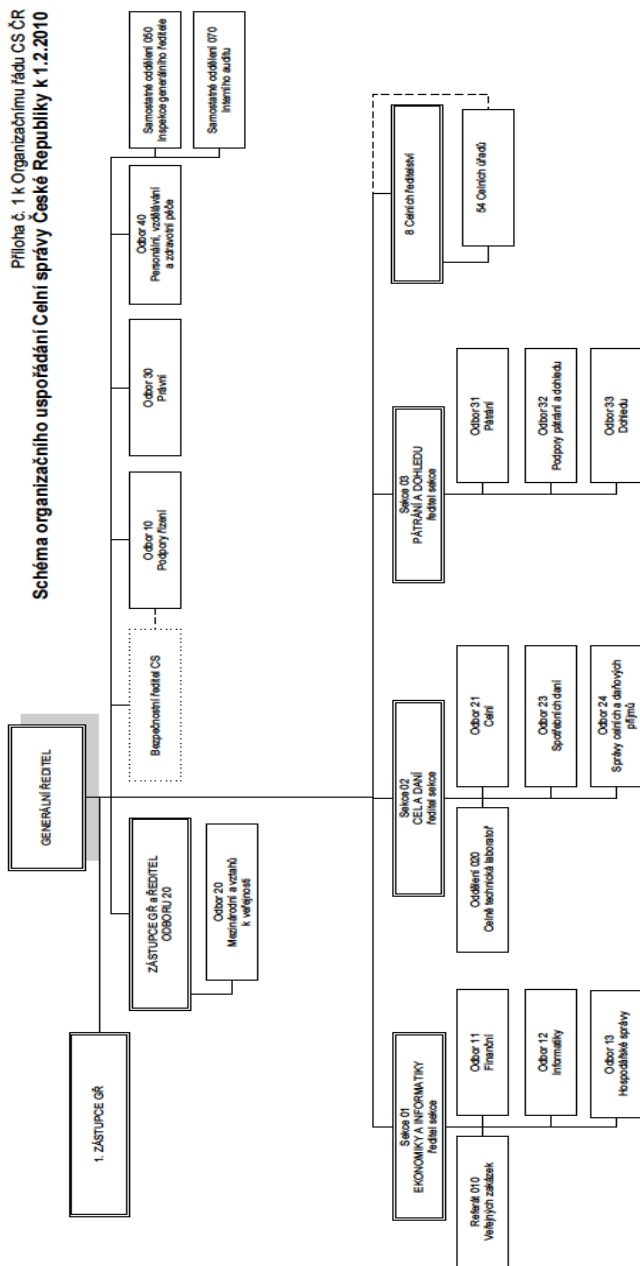 Příloha č. 1 k Organizačnímu řádu CS ČR
Schéma organizačního uspořádání Celní správy České Republiky k 1.2.2010
GENERÁLNÍ ŘEDITEL
1. ZÁSTUPCE GŘ
ZÁSTUPCE GŘ a ŘEDITEL
ODBORU 20
Odbor 20
Mezinárodní a vztahů
k veřejnosti
Bezpečnostní ředitel CS
Odbor 10
Podpory řízení
Odbor 30
Právní
Odbor 40
Personální, vzdělávání
a zdravotní péče
Samostatné oddělení 050
Inspekce generálního ředitele
Samostatné oddělení 070
Interního auditu
Sekce 01
EKONOMIKY A INFORMATIKY
ředitel sekce
Referát 010
Veřejných zakázek
Odbor 11
Finanční
Odbor 12
Informatiky
Odbor 13
Hospodářské správy
Sekce 02
CEL A DANÍ
ředitel sekce
Oddělení 020
Celně technická laboratoř
Odbor 21
Celní
Odbor 23
Spotřebních daní
Odbor 24
Správy celních a daňových
příjmů
Sekce 03
PÁTRÁNÍ A DOHLEDU
ředitel sekce
Odbor 31
Pátrání
Odbor 32
Podpory pátrání a dohledu
Odbor 33
Dohledu
8 Celních ředitelství
54 Celních úřadů